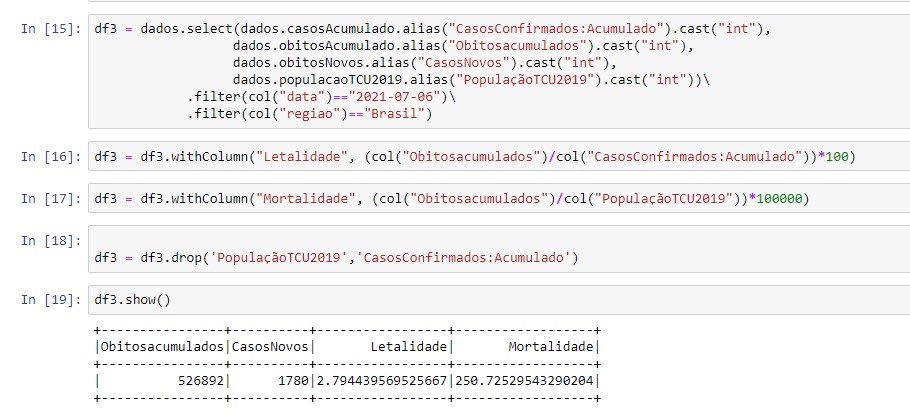 In [15]: df3 = dados.select(dados.casosAcumulado.alias("CasosConfirmados:Acumulado").cast("int"),
dados.obitosAcumulado.alias("Obitosacumulados").cast("int"),
dados.obitosNovos.alias("CasosNovos").cast("int"),
dados.populacaoTCU2019.alias("PopulaçãoTCU2019").cast("int"))\
.filter(col("data")=="2021-07-06")\
.filter(col("regiao")=="Brasil")
In [16]: df3 = df3.withColumn("Letalidade", (col("Obitosacumulados")/col("CasosConfirmados:Acumulado"))*100)
In [17]: df3 = df3.withColumn("Mortalidade", (col("Obitosacumulados")/col("PopulaçãoTCU2019"))*100000)
In [18]:
df3 = df3.drop('PopulaçãoTCU2019','CasosConfirmados:Acumulado')
In [19]: df3.show()
+----------------+----------+-----------------+------------------+
|Obitosacumulados|CasosNovos|       Letalidade|       Mortalidade|
+----------------+----------+-----------------+------------------+
|          526892|      1780|2.794439569525667|250.72529543290204|
+----------------+----------+-----------------+------------------+